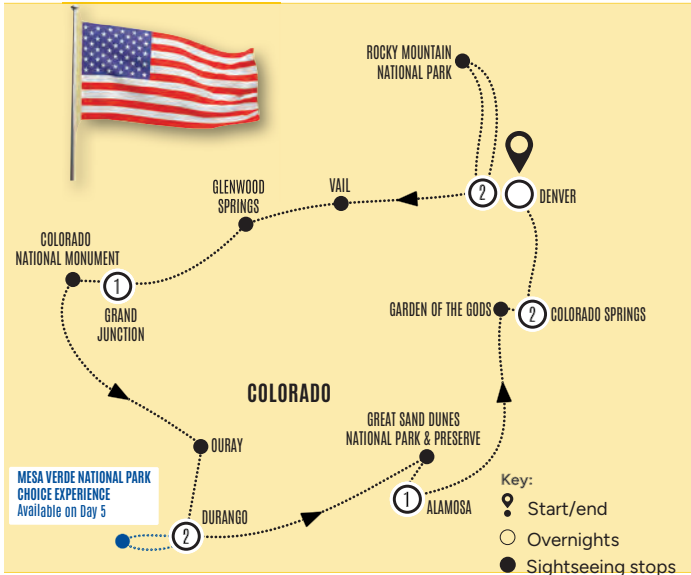 ROCKY MOUNTAIN
NATIONAL PARK
2
DENVER
VAIL
GLENWOOD
SPRINGS
COLORADO
NATIONAL MONUMENT
1
GRAND
JUNCTION
GARDEN OF THE GODS
2
COLORADO SPRINGS
COLORADO
GREAT SAND DUNES
NATIONAL PARK & PRESERVE
OURAY
MESA VERDE NATIONAL PARK
CHOICE EXPERIENCE
Available on Day 5
2
DURANGO
1
ALAMOSA
Key:
Start/end
Overnights
Sightseeing stops